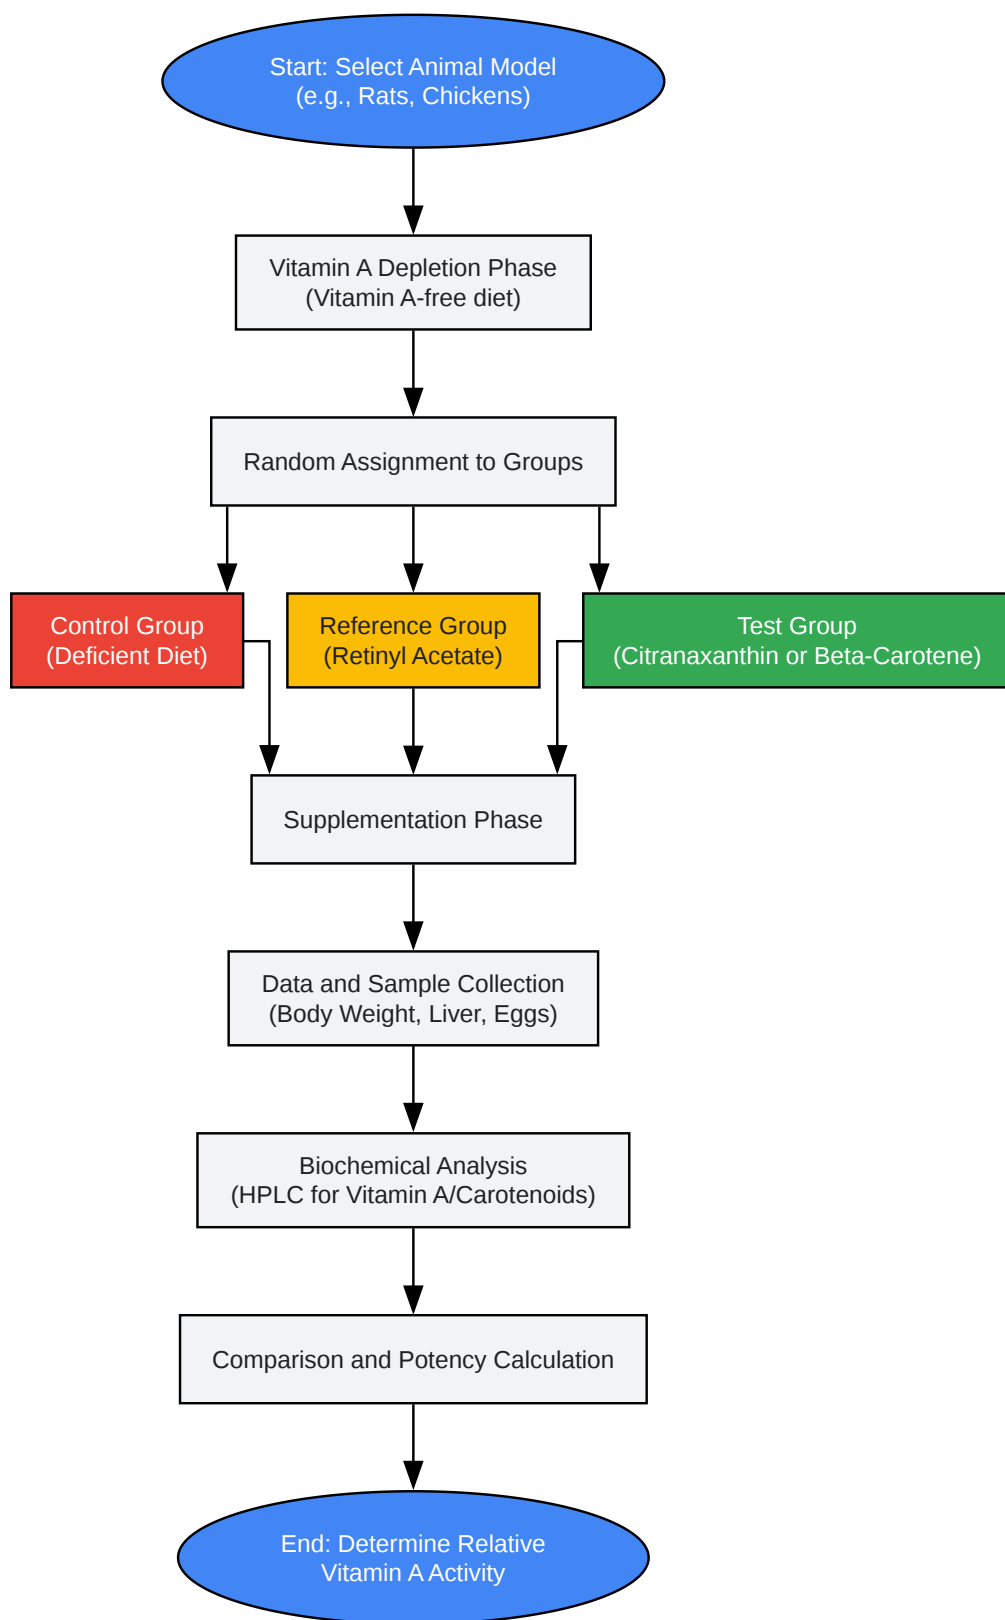 Start: Select Animal Model
(e.g., Rats, Chickens)
Vitamin A Depletion Phase
(Vitamin A-free diet)
Random Assignment to Groups
Control Group
(Deficient Diet)
Reference Group
(Retinyl Acetate)
Test Group
(Citranaxanthin or Beta-Carotene)
Supplementation Phase
Data and Sample Collection
(Body Weight, Liver, Eggs)
Biochemical Analysis
(HPLC for Vitamin A/Carotenoids)
Comparison and Potency Calculation
End: Determine Relative
Vitamin A Activity